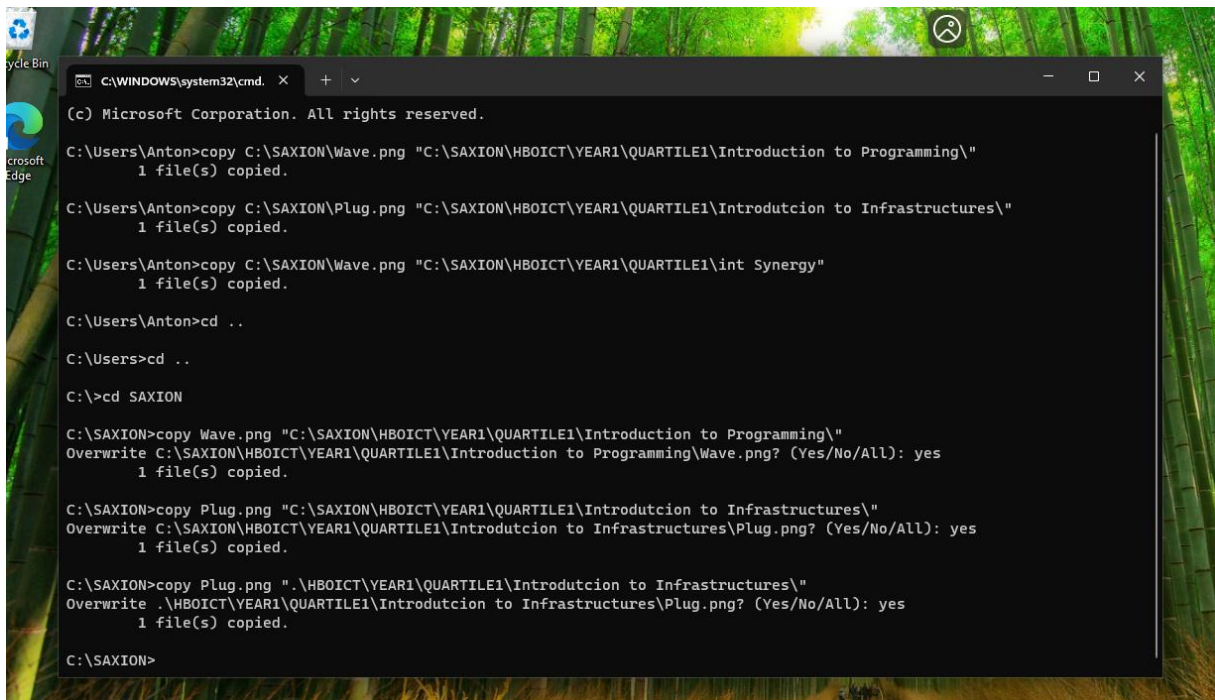 ycle Bin
crosoft
Edge
C:\WINDOWS\system32\cmd.
(c) Microsoft Corporation. All rights reserved.
C:\Users\Anton>copy C:\SAXION\Wave.png "C:\SAXION\HBOICT\YEAR1\QUARTILE1\Introduction to Programming\"
1 file(s) copied.
C:\Users\Anton>copy C:\SAXION\Plug.png "C:\SAXION\HBOICT\YEAR1\QUARTILE1\Introdutcion to Infrastructures\"
1 file(s) copied.
C:\Users\Anton>copy C:\SAXION\Wave.png "C:\SAXION\HBOICT\YEAR1\QUARTILE1\int Synergy"
1 file(s) copied.
C:\Users\Anton>cd ..
C:\Users>cd ..
C:\>cd SAXION
C:\SAXION>copy Wave.png "C:\SAXION\HBOICT\YEAR1\QUARTILE1\Introduction to Programming\"
Overwrite C:\SAXION\HBOICT\YEAR1\QUARTILE1\Introduction to Programming\Wave.png? (Yes/No/All): yes
1 file(s) copied.
C:\SAXION>copy Plug.png "C:\SAXION\HBOICT\YEAR1\QUARTILE1\Introdutcion to Infrastructures\"
Overwrite C:\SAXION\HBOICT\YEAR1\QUARTILE1\Introdutcion to Infrastructures\Plug.png? (Yes/No/All): yes
1 file(s) copied.
C:\SAXION>copy Plug.png ".\HBOICT\YEAR1\QUARTILE1\Introdutcion to Infrastructures\"
Overwrite .\HBOICT\YEAR1\QUARTILE1\Introdutcion to Infrastructures\Plug.png? (Yes/No/All): yes
1 file(s) copied.
C:\SAXION>